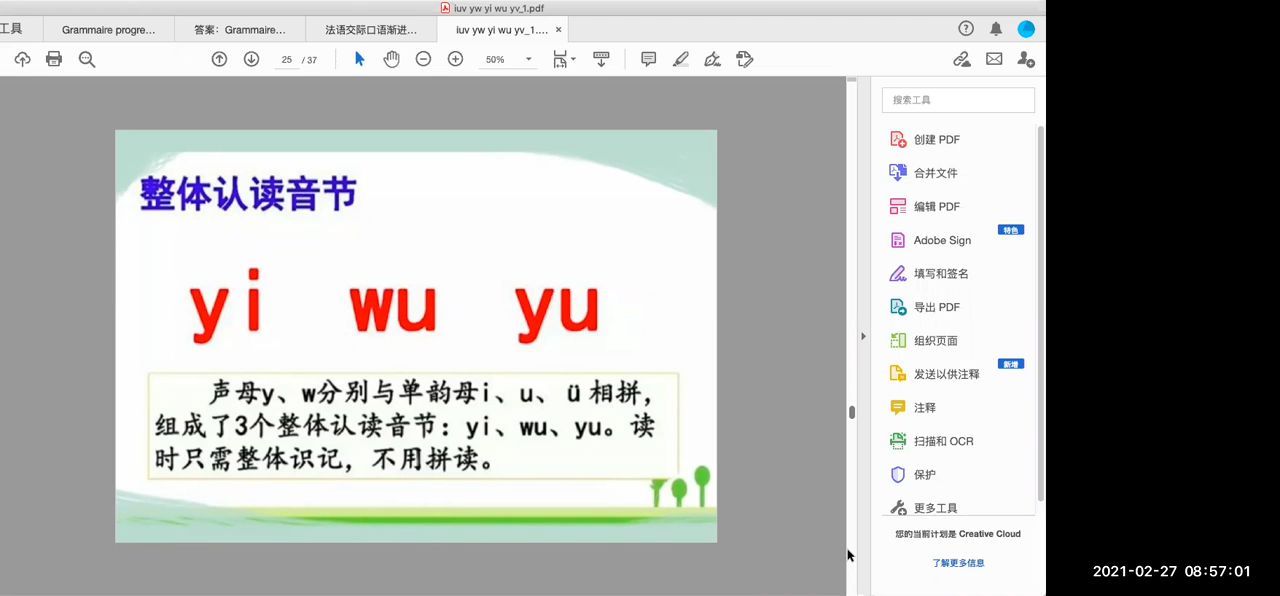 iuv yw yi wu yv_1.pdf
工具
Grammaire progre...
答案：Grammaire...
法语交际口语渐进...
iuv yw yi wu yv_1....
25 / 37
50%
搜索工具
整体认读音节
yi wu yu
声母y、w分别与单韵母i、u、ü相拼，
组成了3个整体认读音节：yi、wu、yu。读
时只需整体识记，不用拼读。
创建 PDF
合并文件
编辑 PDF
Adobe Sign
特色
填写和签名
导出 PDF
组织页面
发送以供注释
新增
注释
扫描和 OCR
保护
更多工具
您的当前计划是 Creative Cloud
了解更多信息
2021-02-27 08:57:01